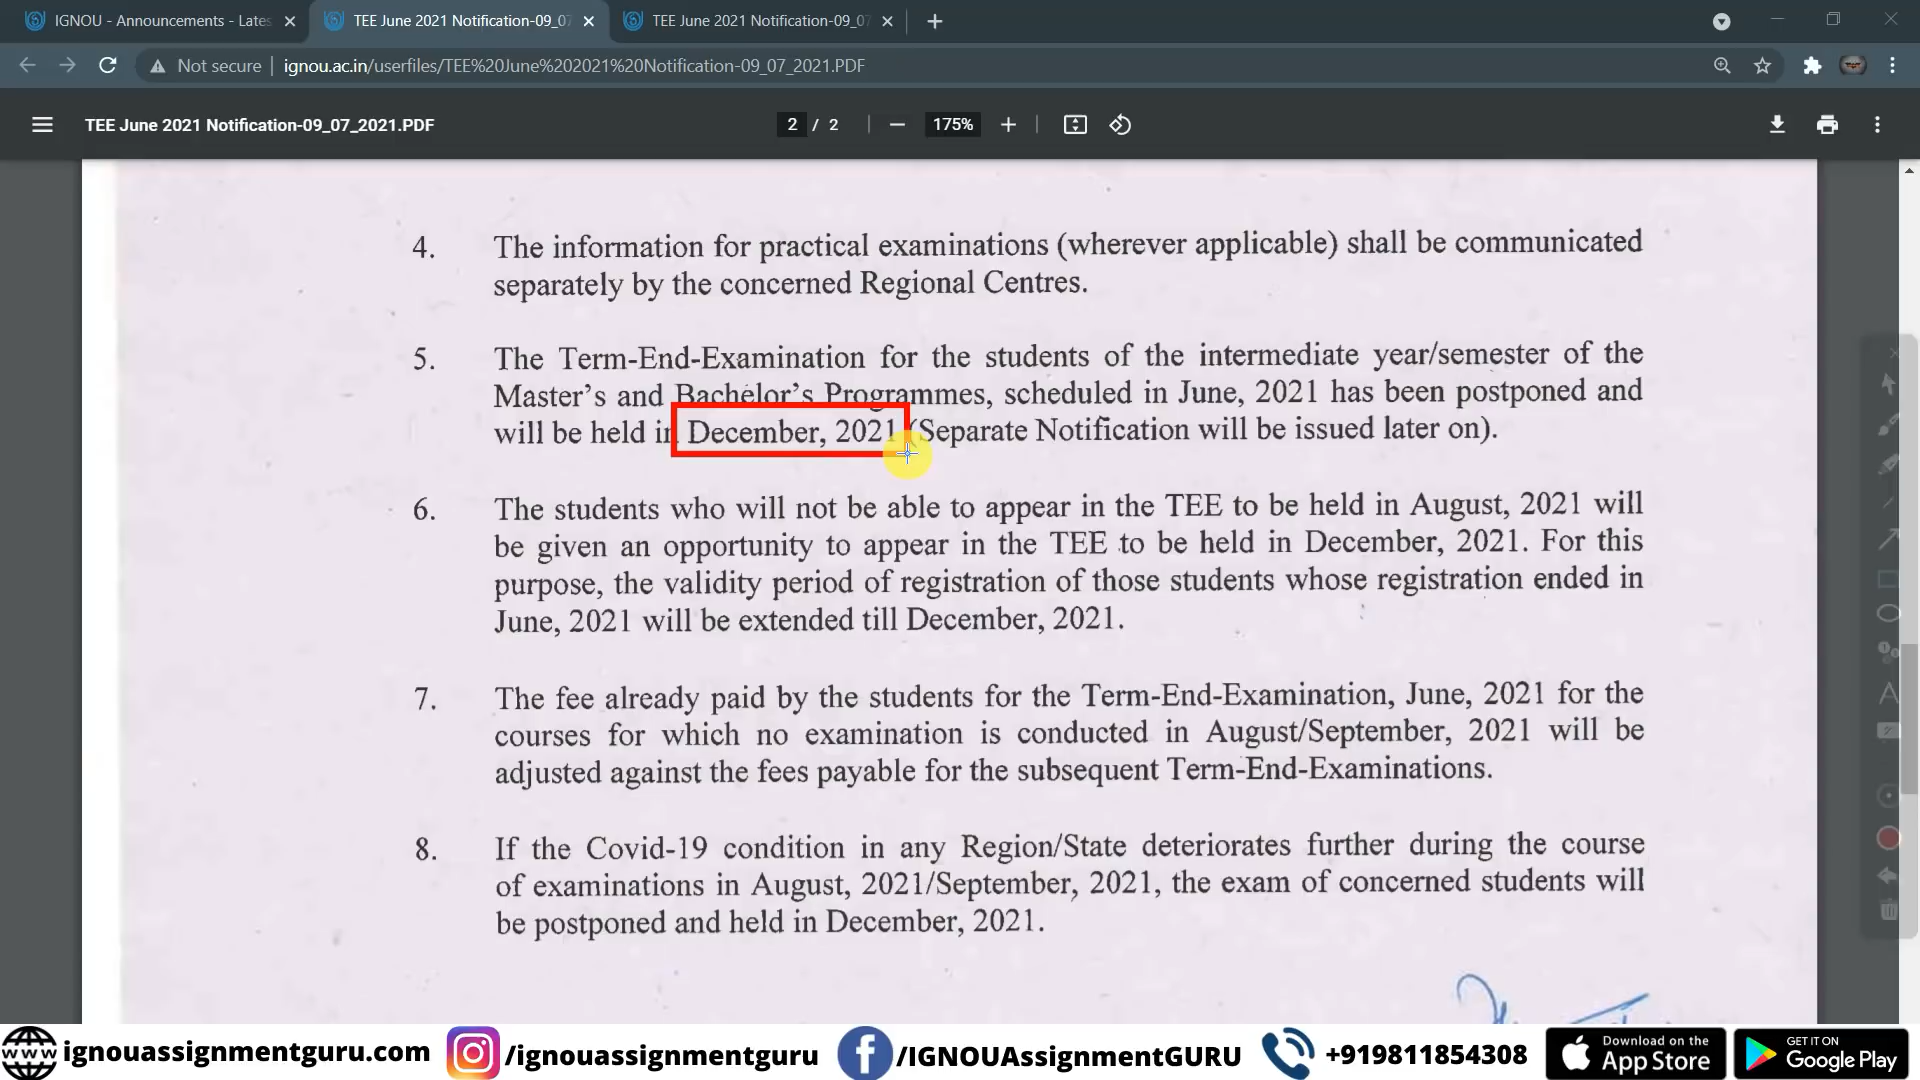 IGNOU - Announcements - Lates
TEE June 2021 Notification-09_07
TEE June 2021 Notification-09_07
Not secure
ignou.ac.in/userfiles/TEE%20June%202021%20Notification-09_07_2021.PDF
TEE June 2021 Notification-09_07_2021.PDF
2 / 2
175%
4. The information for practical examinations (wherever applicable) shall be communicated
separately by the concerned Regional Centres.
5. The Term-End-Examination for the students of the intermediate year/semester of the
Master's and Bachelor's Programmes, scheduled in June, 2021 has been postponed and
will be held in December, 2021 (Separate Notification will be issued later on).
6. The students who will not be able to appear in the TEE to be held in August, 2021 will
be given an opportunity to appear in the TEE to be held in December, 2021. For this
purpose, the validity period of registration of those students whose registration ended in
June, 2021 will be extended till December, 2021.
7. The fee already paid by the students for the Term-End-Examination, June, 2021 for the
courses for which no examination is conducted in August/September, 2021 will be
adjusted against the fees payable for the subsequent Term-End-Examinations.
8. If the Covid-19 condition in any Region/State deteriorates further during the course
of examinations in August, 2021/September, 2021, the exam of concerned students will
be postponed and held in December, 2021.
www ignouassignmentguru.com
/ignouassignmentguru
/IGNOUAssignmentGURU
+919811854308
Download on the
App Store
GET IT ON
Google Play